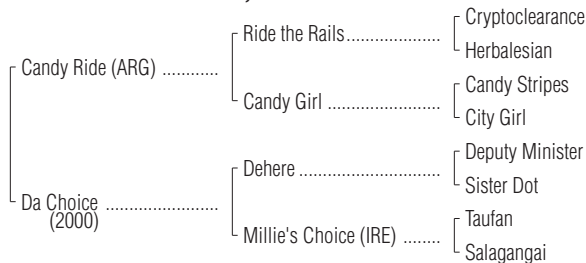 Cryptoclearance
Ride the Rails..................
Herbalesian
Candy Ride (ARG) ............
Candy Stripes
Candy Girl ........................
City Girl
Deputy Minister
Dehere ..............................
Sister Dot
Da Choice ........................
(2000)
Taufan
Millie's Choice (IRE) ........
Salagangai